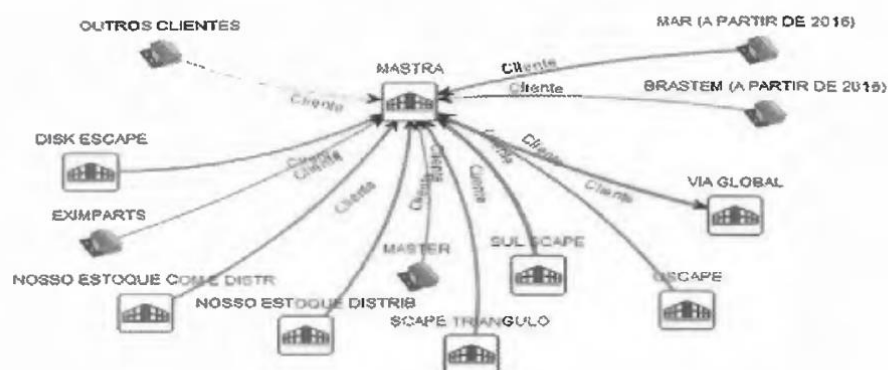 OUTROS CLIENTES
MAR (A PARTIR DE 2016)
MASTRA
Cliente
Cliente
Cliente
BRASTEM (A PARTIR DE 2016)
DISK ESCAPE
Cliente
Cliente
Cliente
Cliente
Cliente
Cliente
Cliente
Cliente
Cliente
Cliente
VIA GLOBAL
EXIMPARTS
MASTER
SUL SCAPE
NOSSO ESTOQUE COM E DISTR
NOSSO ESTOQUE DISTRIB
SCAPE TRIANGULO